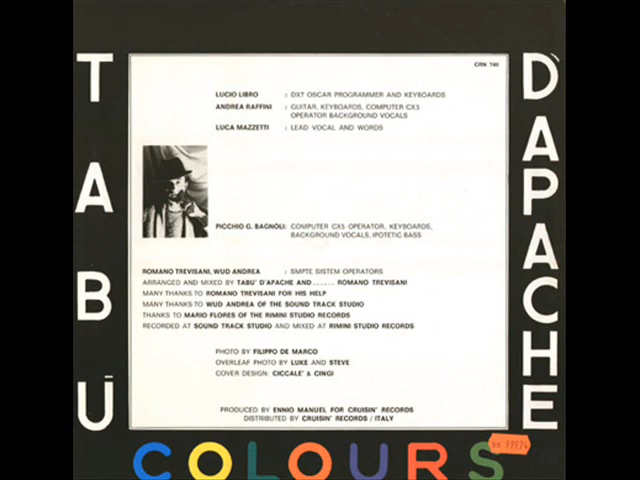 TABŪ
D'APACHE
CRN 740
LUCIO LIBRO : DX7 OSCAR PROGRAMMER AND KEYBOARDS
ANDREA RAFFINI : GUITAR, KEYBOARDS, COMPUTER CX5
OPERATOR BACKGROUND VOCALS
LUCA MAZZETTI : LEAD VOCAL AND WORDS
PICCHIO G. BAGNÓLI: COMPUTER CX5 OPERATOR, KEYBOARDS,
BACKGROUND VOCALS, IPOTETIC BASS
ROMANO TREVISANI, WUD ANDREA : SMPTE SISTEM OPERATORS
ARRANGED AND MIXED BY TABU' D'APACHE AND ...... ROMANO TREVISANI
MANY THANKS TO ROMANO TREVISANI FOR HIS HELP
MANY THANKS TO WUD ANDREA OF THE SOUND TRACK STUDIO
THANKS TO MARIO FLORES OF THE RIMINI STUDIO RECORDS
RECORDED AT SOUND TRACK STUDIO AND MIXED AT RIMINI STUDIO RECORDS
PHOTO BY FILIPPO DE MARCO
OVERLEAF PHOTO BY LUKE AND STEVE
COVER DESIGN: CICCALE' & CINGI
PRODUCED BY ENNIO MANUEL FOR CRUISIN' RECORDS
DISTRIBUTED BY CRUISIN' RECORDS / ITALY
COLOURS